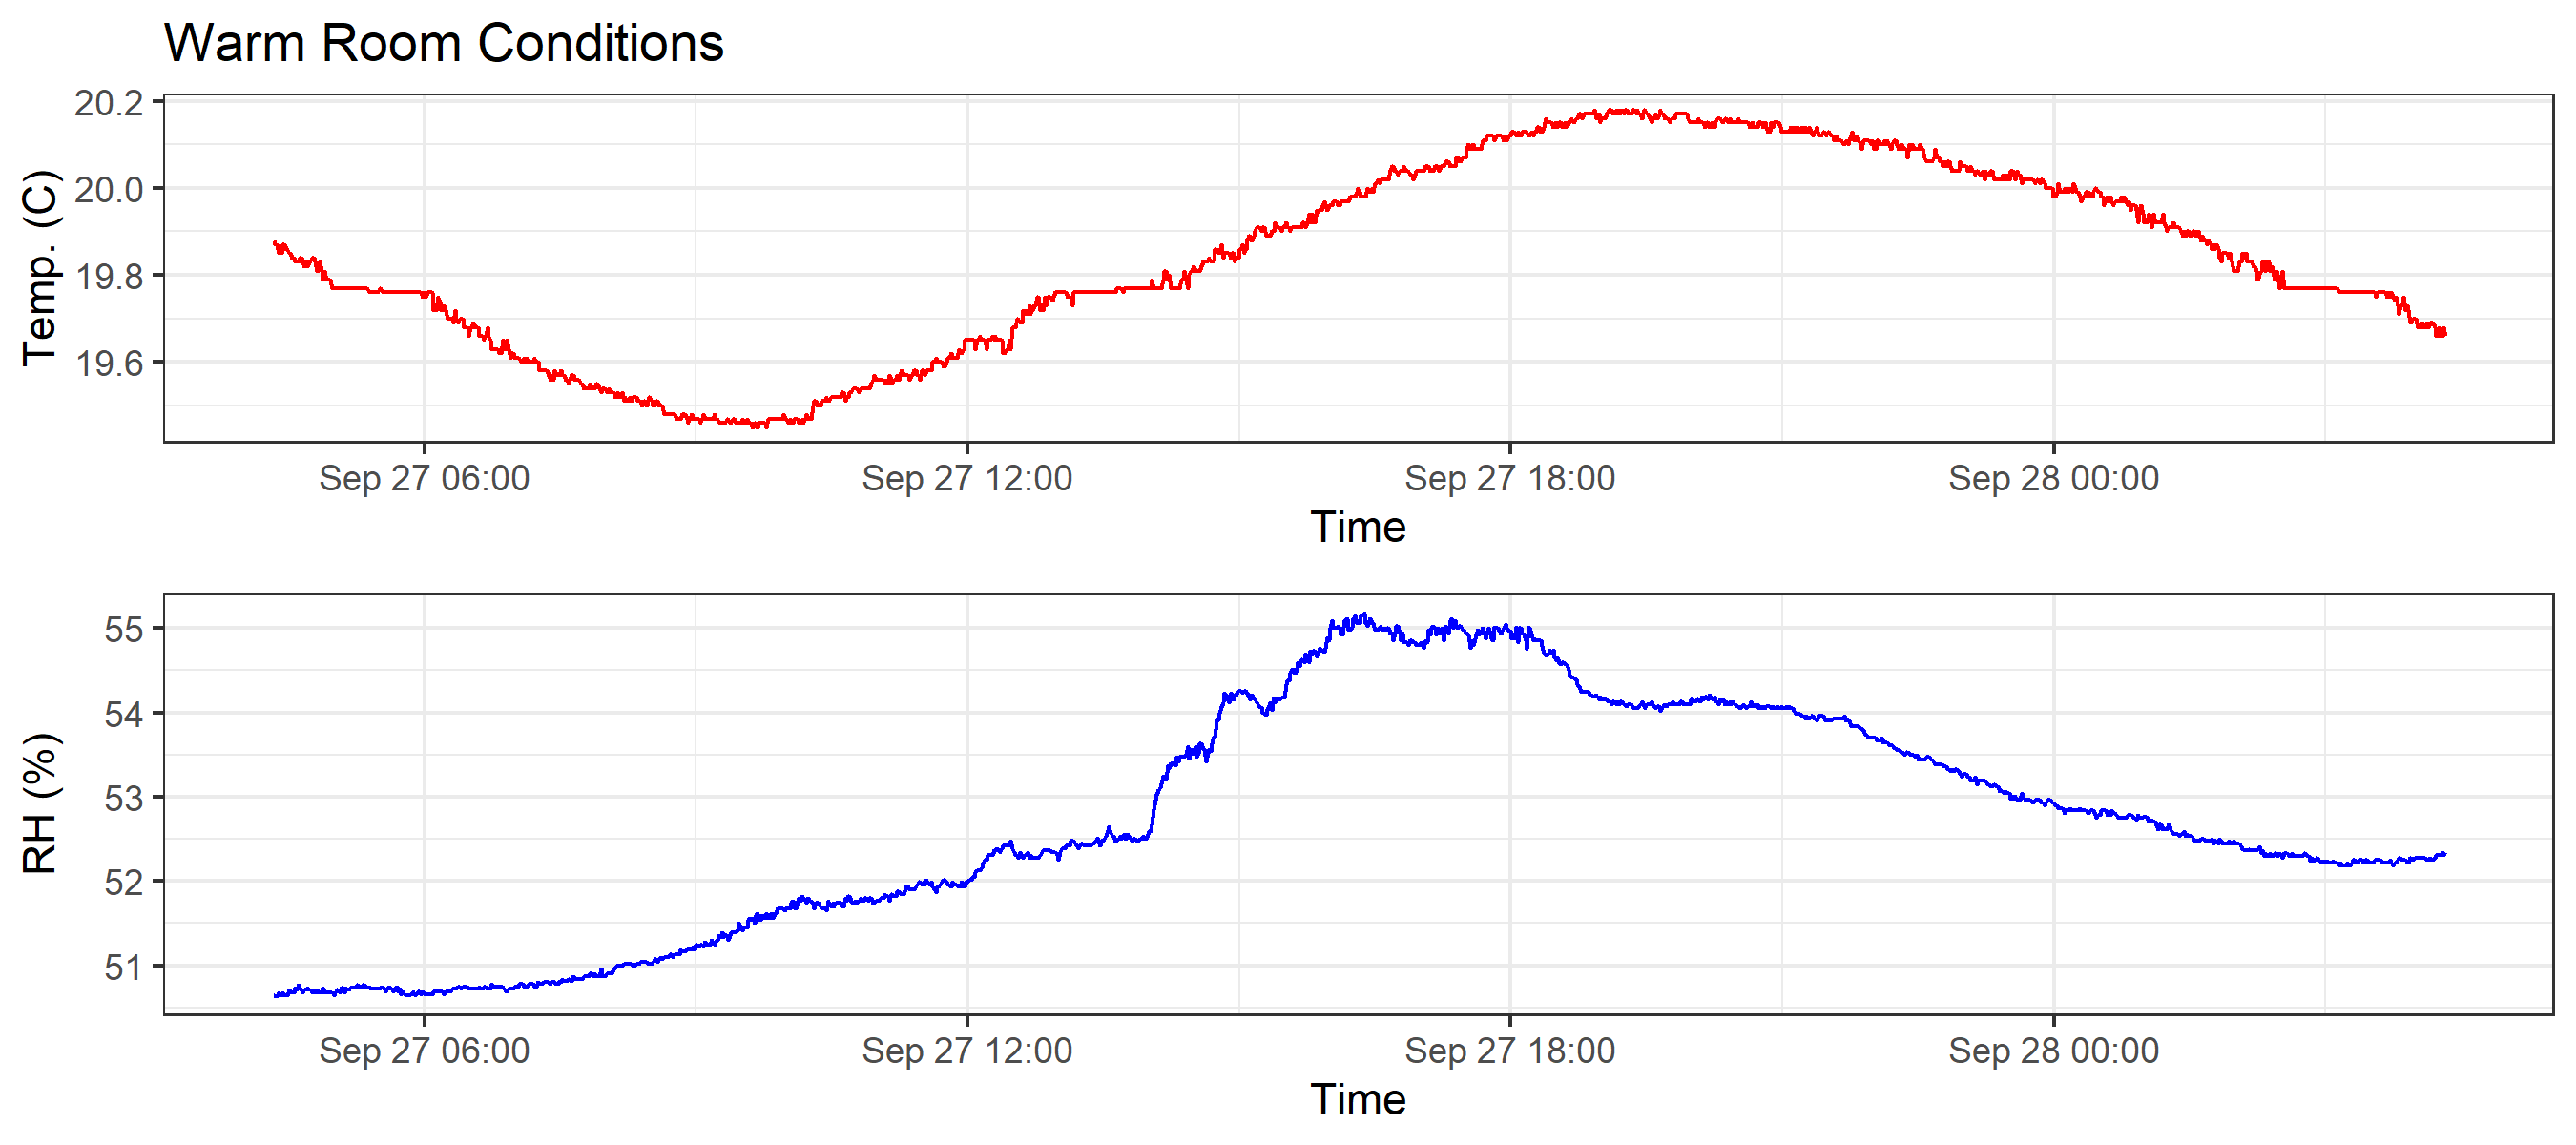 Warm Room Conditions
Temp. (C)
20.2
20.0
19.8
19.6
Sep 27 06:00 Sep 27 12:00 Sep 27 18:00 Sep 28 00:00
Time
RH (%)
55
54
53
52
51
Sep 27 06:00 Sep 27 12:00 Sep 27 18:00 Sep 28 00:00
Time